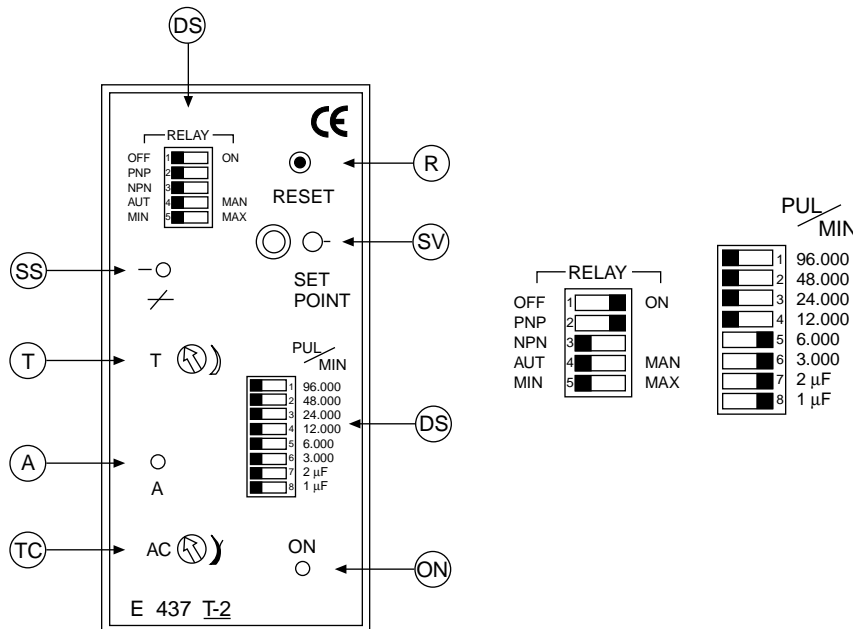 DS
CE
RELAY
OFF 1 ON
PNP 2
NPN 3
AUT 4 MAN
MIN 5 MAX
R
RESET
SV
SET
POINT
SS
T
T
PUL/MIN
1 96.000
2 48.000
3 24.000
4 12.000
5 6.000
6 3.000
7 2 µF
8 1 µF
DS
A
A
TC
AC
ON
ON
E 437 T-2
RELAY
OFF 1 ON
PNP 2
NPN 3
AUT 4 MAN
MIN 5 MAX
PUL/MIN
1 96.000
2 48.000
3 24.000
4 12.000
5 6.000
6 3.000
7 2 µF
8 1 µF